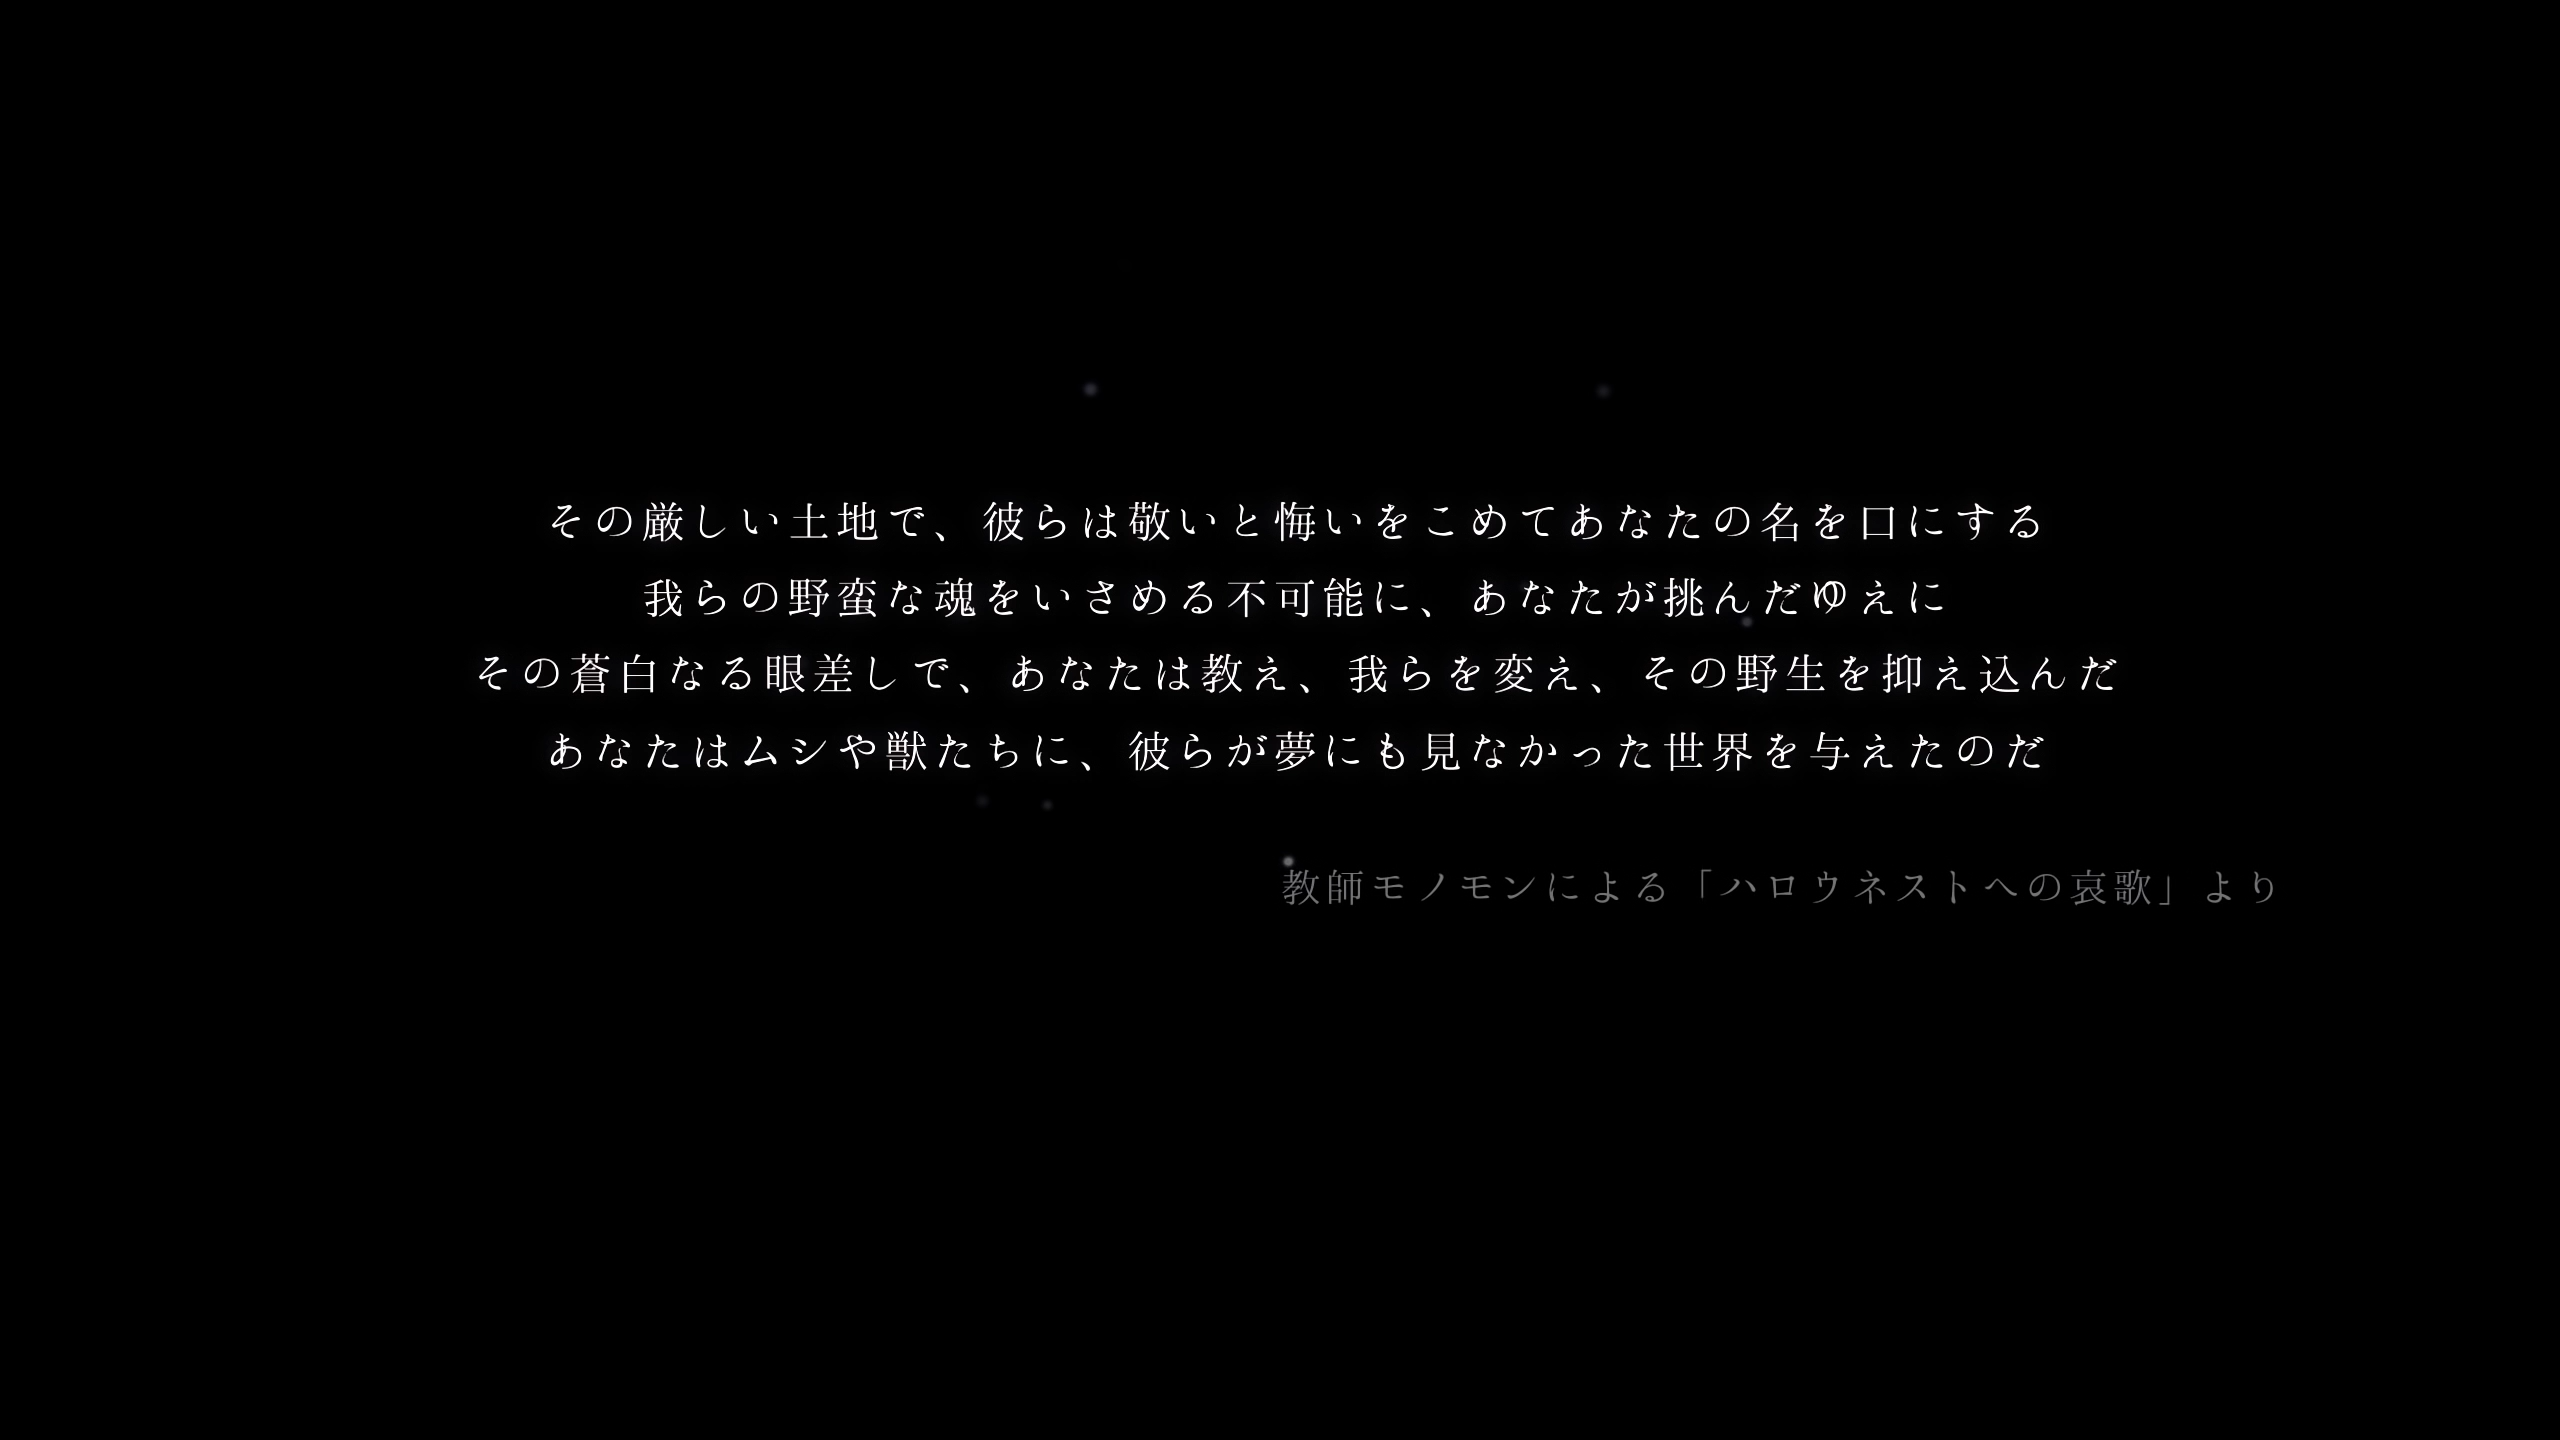 その厳しい土地で、彼らは敬いと悔いをこめてあなたの名を口にする
我らの野蛮な魂をいさめる不可能に、あなたが挑んだゆえに
その蒼白なる眼差しで、あなたは教え、我らを変え、その野生を抑え込んだ
あなたはムシや獣たちに、彼らが夢にも見なかった世界を与えたのだ
教師モノモンによる「ハロウネストへの哀歌」より